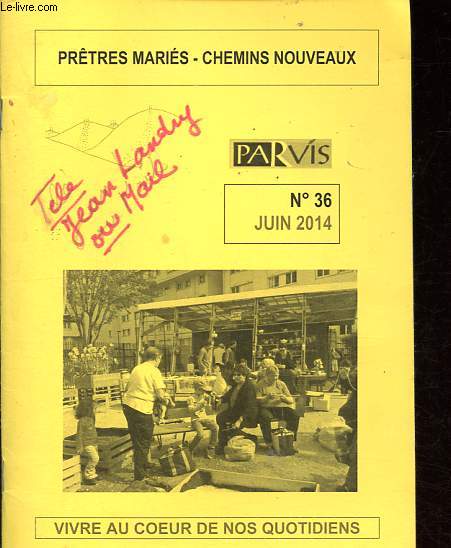 Le-Livre.com
PRÊTRES MARIÉS - CHEMINS NOUVEAUX
Télé
Jean Landry
ou Mail
PARVIS
N° 36
JUIN 2014
VIVRE AU COEUR DE NOS QUOTIDIENS